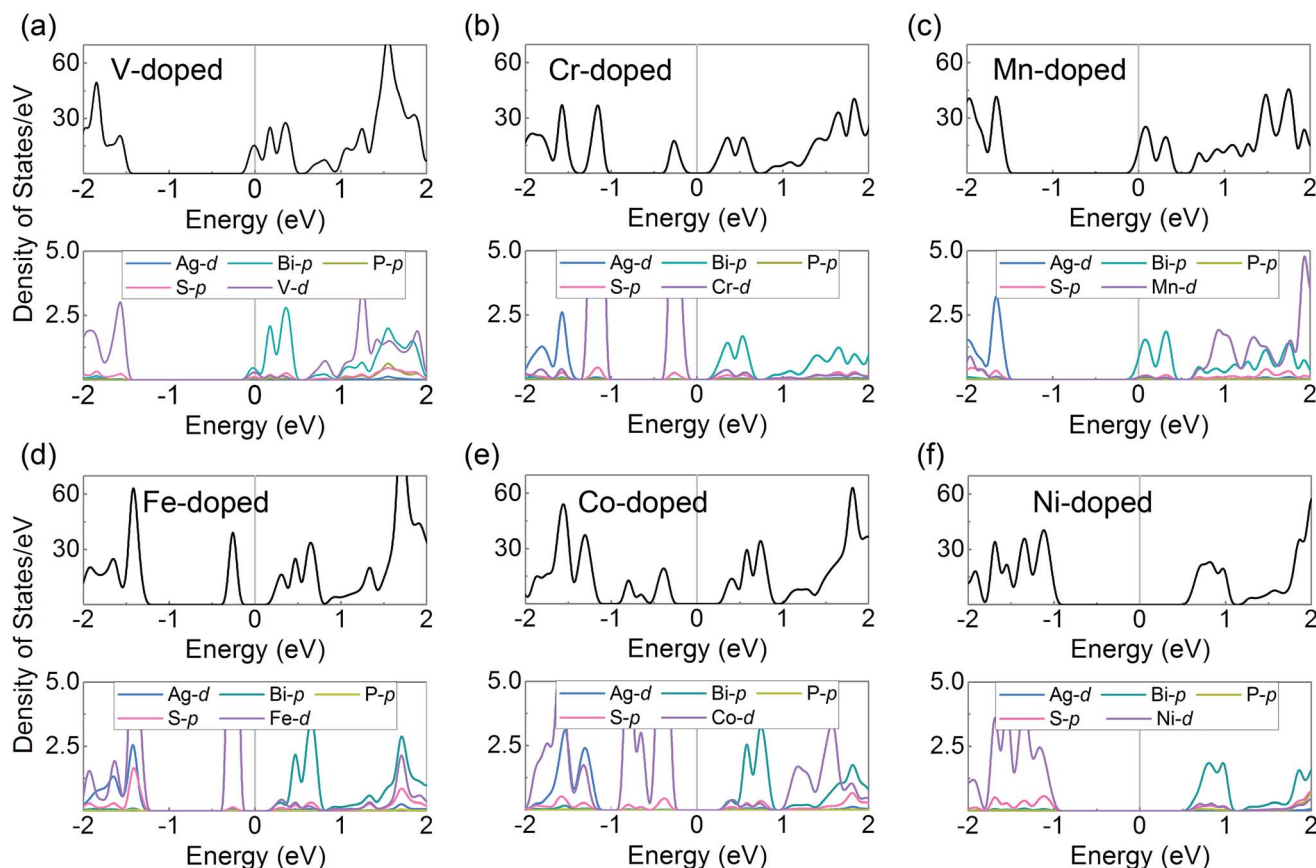 (a)
V-doped
60
30
-2 -1 0 1 2
Energy (eV)
5.0
2.5
Ag-d Bi-p P-p
S-p V-d
-2 -1 0 1 2
Energy (eV)
Density of States/eV
(b)
Cr-doped
60
30
-2 -1 0 1 2
Energy (eV)
5.0
2.5
Ag-d Bi-p P-p
S-p Cr-d
-2 -1 0 1 2
Energy (eV)
(c)
Mn-doped
60
30
-2 -1 0 1 2
Energy (eV)
5.0
2.5
Ag-d Bi-p P-p
S-p Mn-d
-2 -1 0 1 2
Energy (eV)
(d)
Fe-doped
60
30
-2 -1 0 1 2
Energy (eV)
5.0
2.5
Ag-d Bi-p P-p
S-p Fe-d
-2 -1 0 1 2
Energy (eV)
Density of States/eV
(e)
Co-doped
60
30
-2 -1 0 1 2
Energy (eV)
5.0
2.5
Ag-d Bi-p P-p
S-p Co-d
-2 -1 0 1 2
Energy (eV)
(f)
Ni-doped
60
30
-2 -1 0 1 2
Energy (eV)
5.0
2.5
Ag-d Bi-p P-p
S-p Ni-d
-2 -1 0 1 2
Energy (eV)